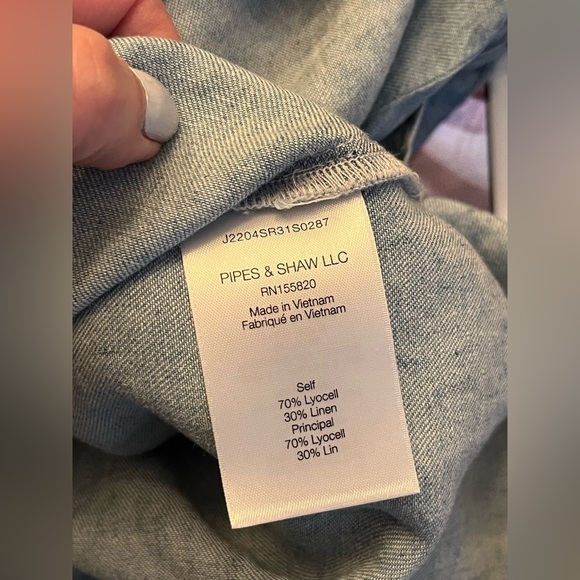 J2204SR31S0287
PIPES & SHAW LLC
RN155820
Made in Vietnam
Fabriqué en Vietnam
Self
70% Lyocell
30% Linen
Principal
70% Lyocell
30% Lin